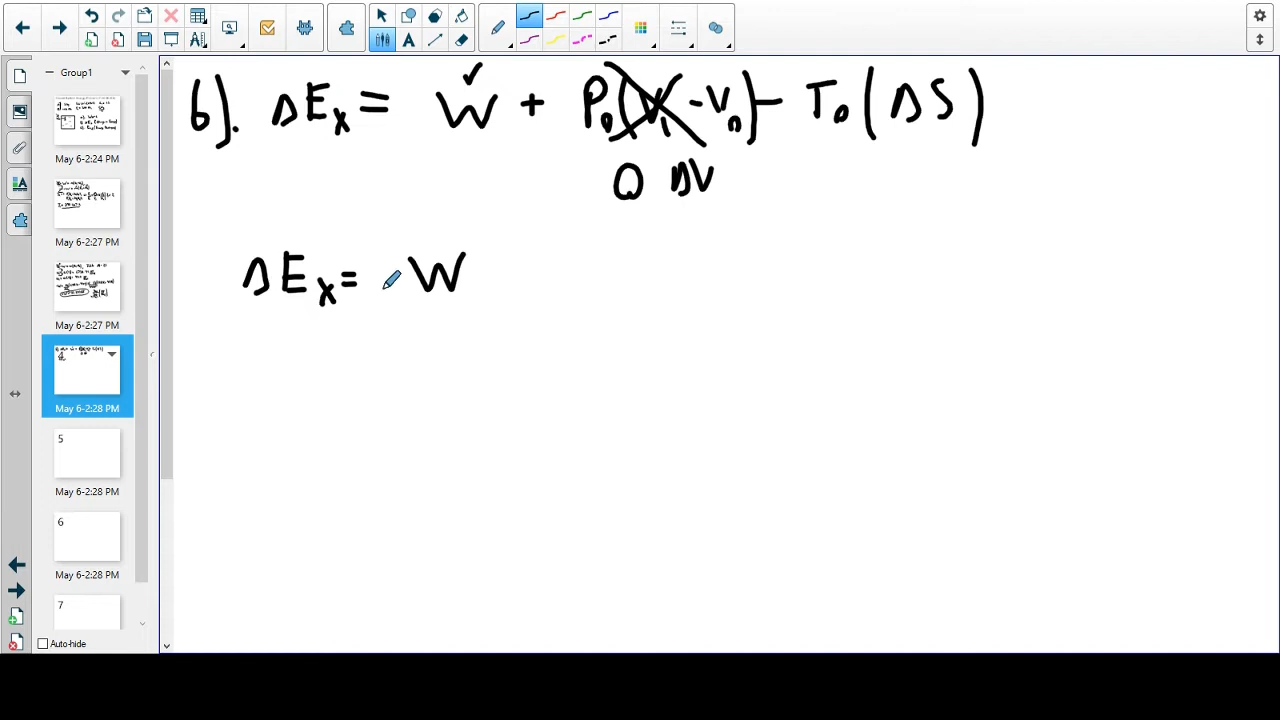 Group1
May 6-2:24 PM
May 6-2:27 PM
May 6-2:27 PM
May 6-2:28 PM
5
May 6-2:28 PM
6
May 6-2:28 PM
7
Auto-hide
b). ΔEx = W ✓ + P₀(V₁ - V₀) - T₀(ΔS)
0 ΔV
ΔEx = W